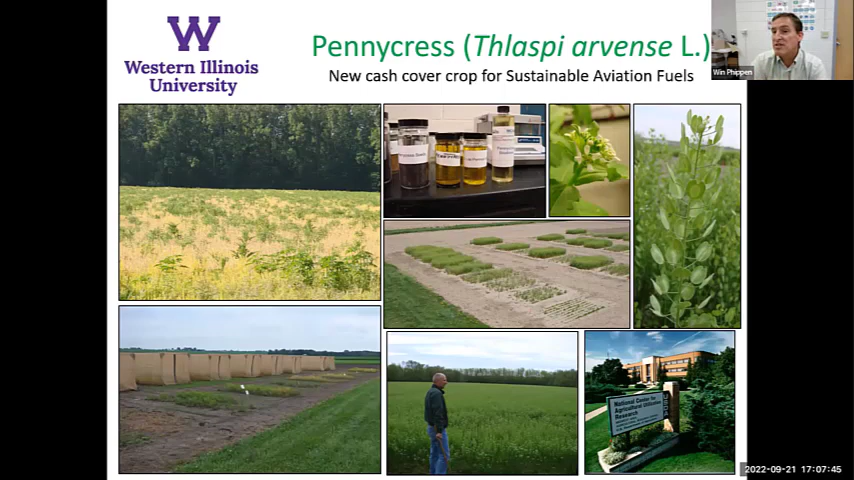 W
Western Illinois
University
Pennycress (Thlaspi arvense L.)
New cash cover crop for Sustainable Aviation Fuels
Win Phippen
National Center for
Agricultural Utilization
Research
2022-09-21 17:07:45